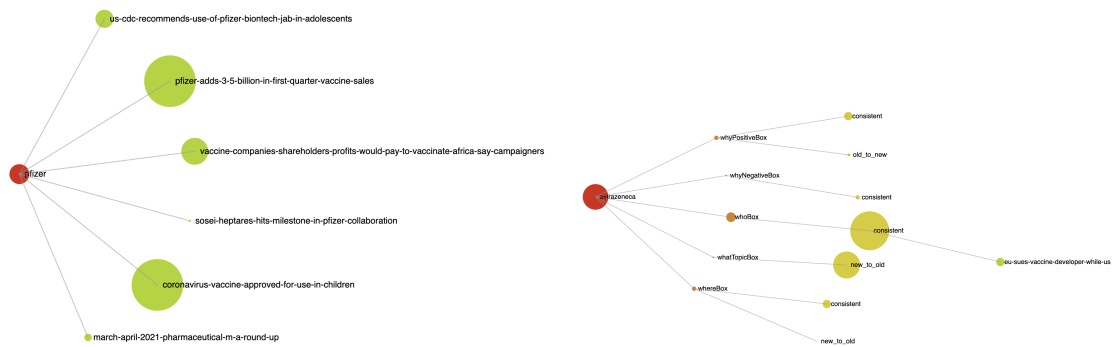 us-cdc-recommends-use-of-pfizer-biontech-jab-in-adolescents
pfizer-adds-3-5-billion-in-first-quarter-vaccine-sales
vaccine-companies-shareholders-profits-would-pay-to-vaccinate-africa-say-campaigners
pfizer
sosei-heptares-hits-milestone-in-pfizer-collaboration
coronavirus-vaccine-approved-for-use-in-children
march-april-2021-pharmaceutical-m-a-round-up
consistent
whyPositiveBox
old_to_new
whyNegativeBox
consistent
astrazeneca
whoBox
consistent
whatTopicBox
new_to_old
eu-sues-vaccine-developer-while-us
whereBox
consistent
new_to_old